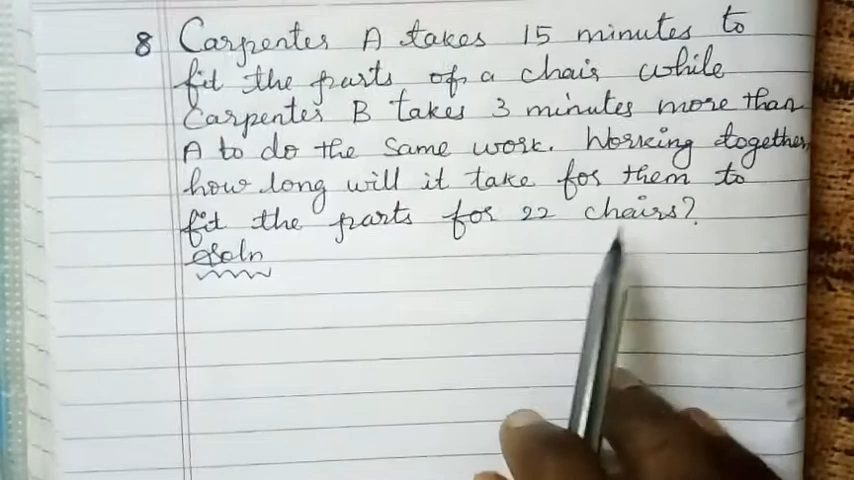 8 Carpenter A takes 15 minutes to
fit the parts of a chair while
Carpenter B takes 3 minutes more than
A to do the same work. Working together,
how long will it take for them to
fit the parts for 22 chairs?
Soln